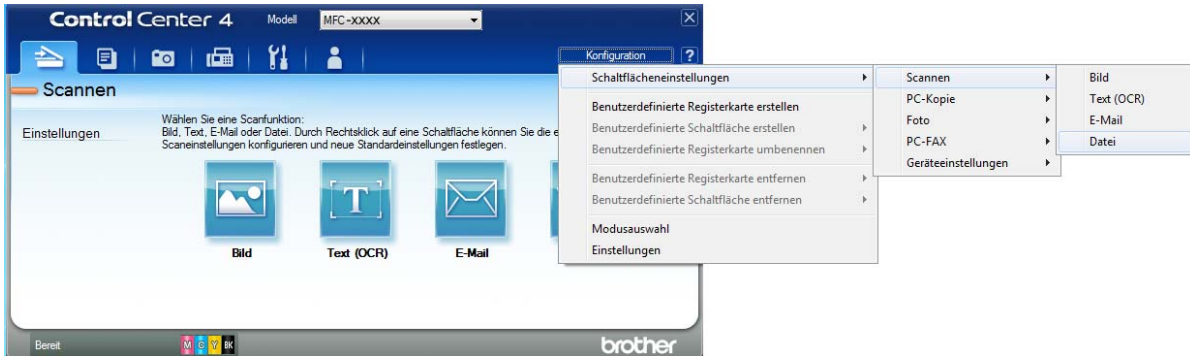 Control Center 4 Modell MFC-XXXX
Konfiguration ?
Scannen
Einstellungen
Wählen Sie eine Scanfunktion:
Bild, Text, E-Mail oder Datei. Durch Rechtsklick auf eine Schaltfläche können Sie die e
Scaneinstellungen konfigurieren und neue Standardeinstellungen festlegen.
T
Bild Text (OCR) E-Mail
Schaltflächeneinstellungen
Benutzerdefinierte Registerkarte erstellen
Benutzerdefinierte Schaltfläche erstellen
Benutzerdefinierte Registerkarte umbenennen
Benutzerdefinierte Registerkarte entfernen
Benutzerdefinierte Schaltfläche entfernen
Modusauswahl
Einstellungen
Scannen
PC-Kopie
Foto
PC-FAX
Geräteeinstellungen
Bild
Text (OCR)
E-Mail
Datei
Bereit M C Y BK brother